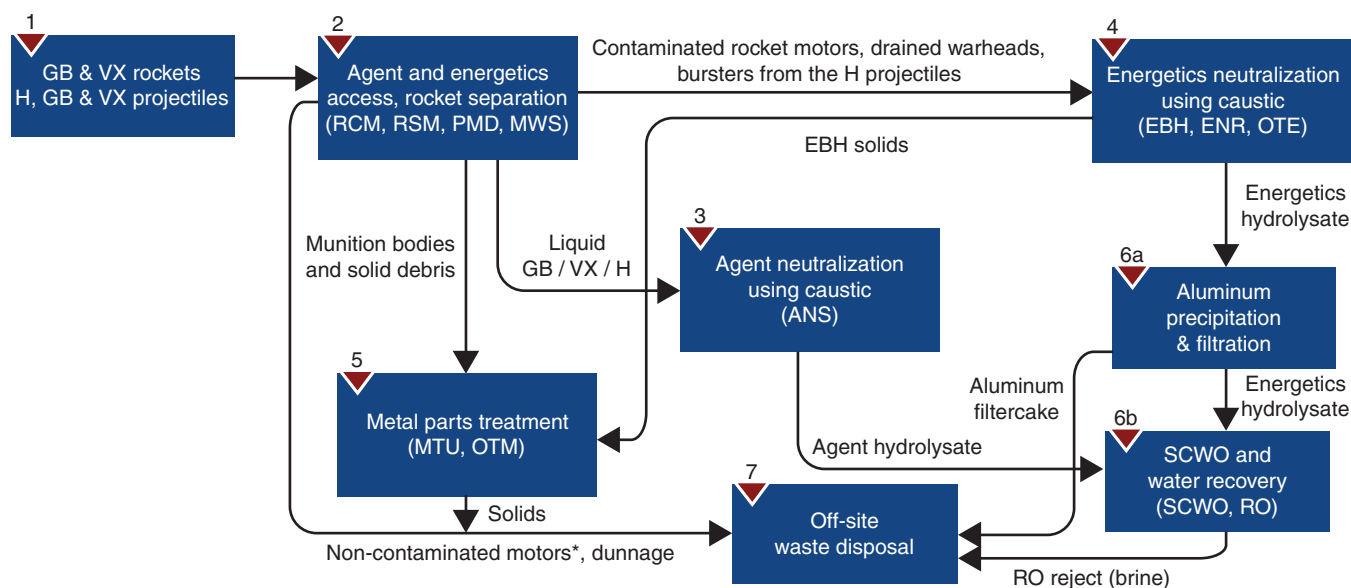 1
GB & VX rockets
H, GB & VX projectiles
2
Agent and energetics
access, rocket separation
(RCM, RSM, PMD, MWS)
Contaminated rocket motors, drained warheads,
bursters from the H projectiles
4
Energetics neutralization
using caustic
(EBH, ENR, OTE)
EBH solids
Energetics
hydrolysate
Munition bodies
and solid debris
Liquid
GB / VX / H
3
Agent neutralization
using caustic
(ANS)
6a
Aluminum
precipitation
& filtration
5
Metal parts treatment
(MTU, OTM)
Aluminum
filtercake
Energetics
hydrolysate
Agent hydrolysate
6b
SCWO and
water recovery
(SCWO, RO)
7
Off-site
waste disposal
Solids
Non-contaminated motors*, dunnage
RO reject (brine)